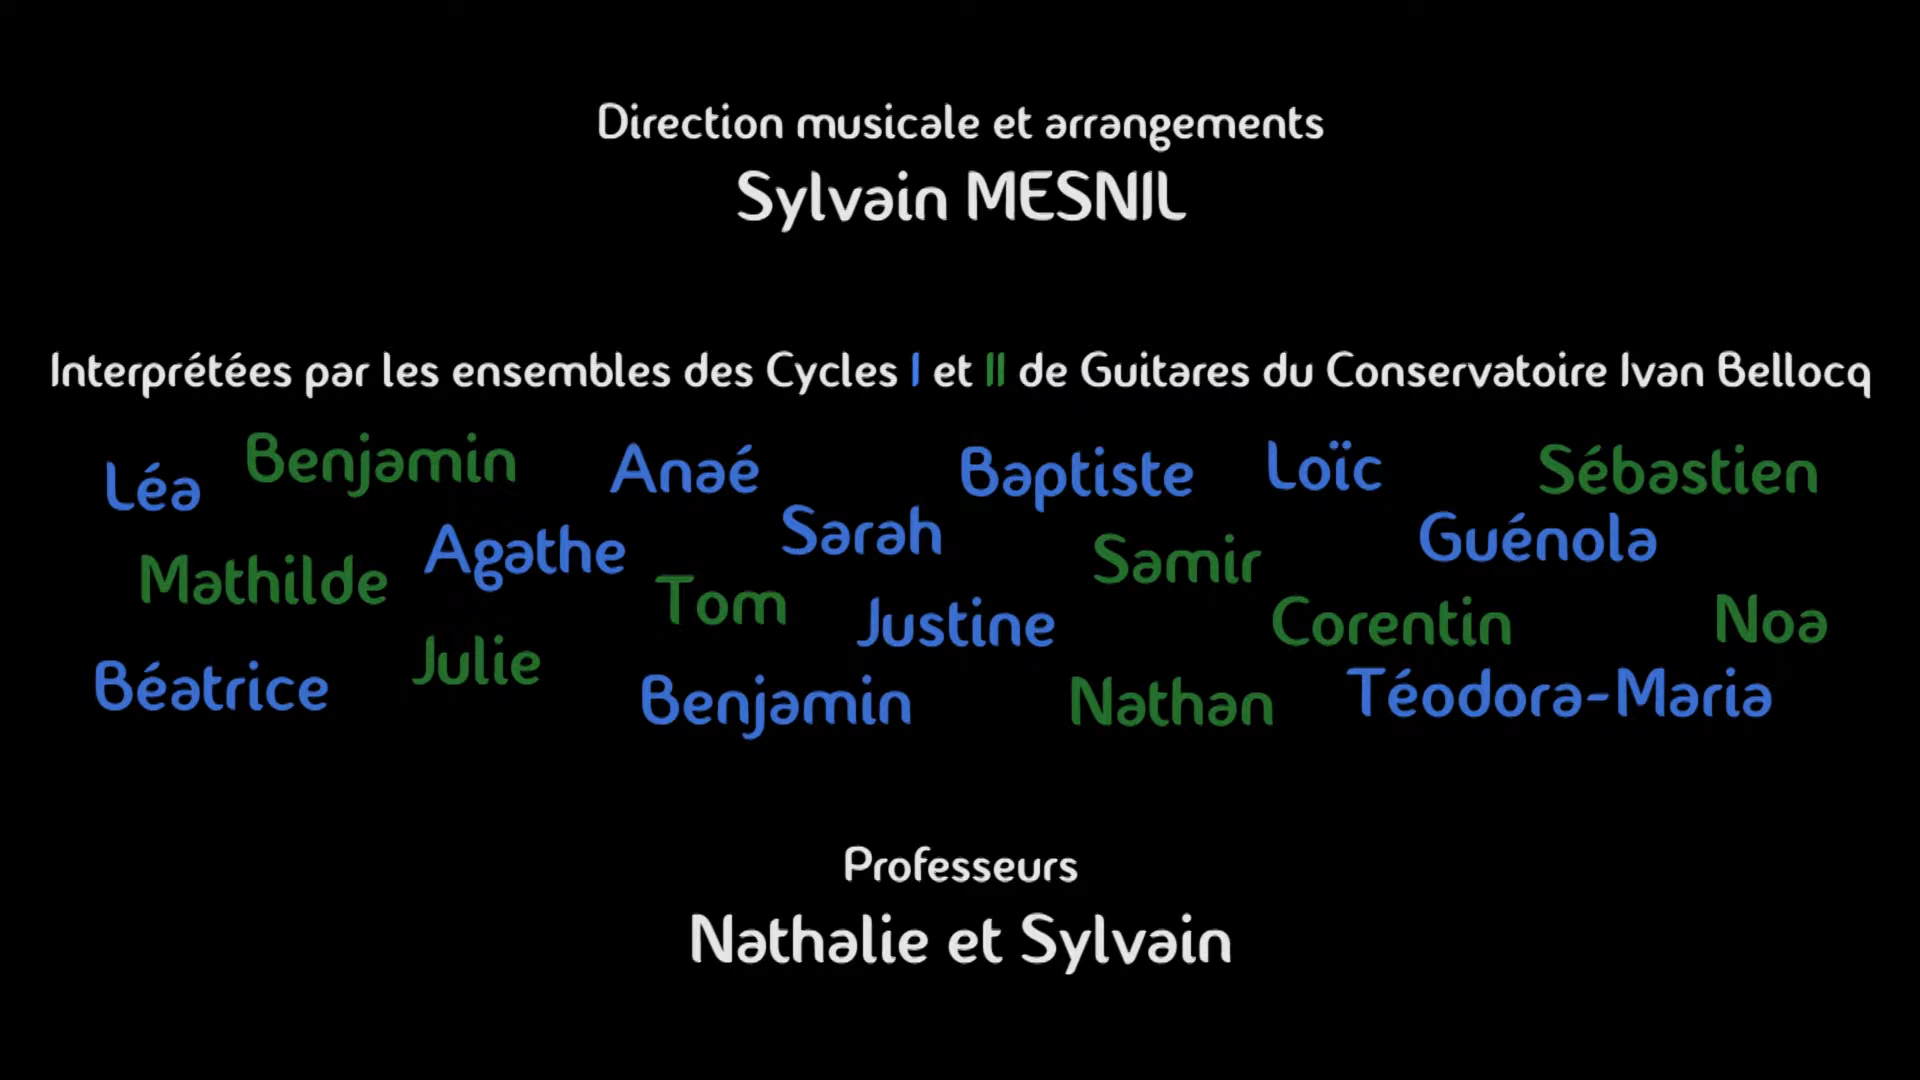 Direction musicale et arrangements
Sylvain MESNIL
Interprétées par les ensembles des Cycles I et II de Guitares du Conservatoire Ivan Bellocq
Léa Benjamin Anaé Baptiste Loïc Sébastien
Agathe Sarah Guénola
Mathilde Tom Samir
Justine Corentin Noa
Béatrice Julie Benjamin Nathan Téodora-Maria
Professeurs
Nathalie et Sylvain